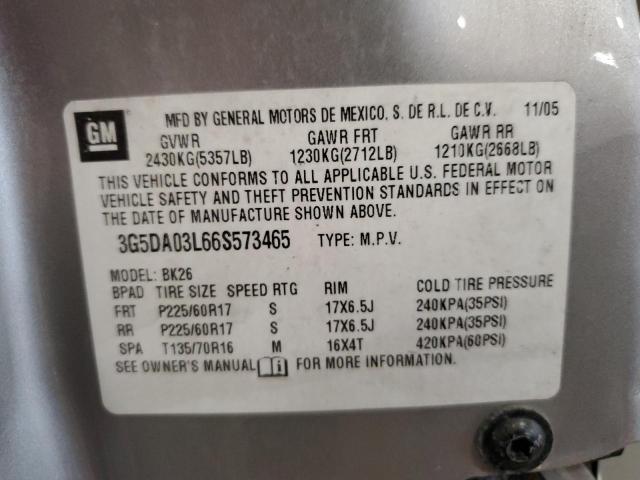 GM
MFD BY GENERAL MOTORS DE MEXICO, S. DE R.L. DE C.V. 11/05
GVWR GAWR FRT GAWR RR
2430KG(5357LB) 1230KG(2712LB) 1210KG(2668LB)
THIS VEHICLE CONFORMS TO ALL APPLICABLE U.S. FEDERAL MOTOR
VEHICLE SAFETY AND THEFT PREVENTION STANDARDS IN EFFECT ON
THE DATE OF MANUFACTURE SHOWN ABOVE.
3G5DA03L66S573465 TYPE: M.P.V.
MODEL: BK26
BPAD TIRE SIZE SPEED RTG RIM COLD TIRE PRESSURE
FRT P225/60R17 S 17X6.5J 240KPA(35PSI)
RR P225/60R17 S 17X6.5J 240KPA(35PSI)
SPA T135/70R16 M 16X4T 420KPA(60PSI)
SEE OWNER'S MANUAL FOR MORE INFORMATION.